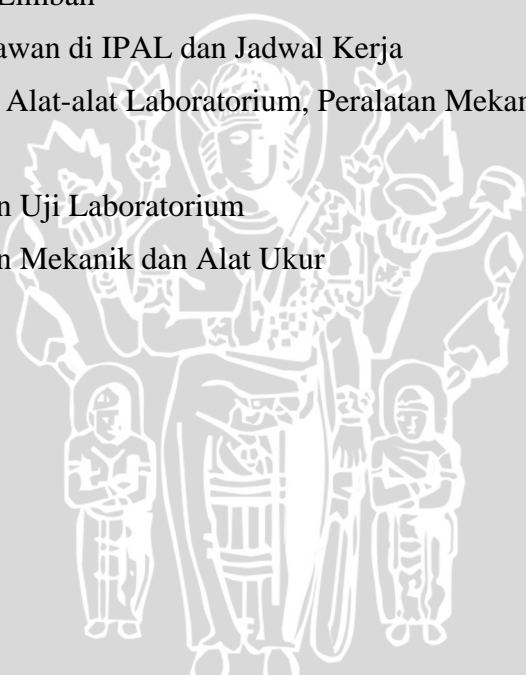 Limbah
awan di IPAL dan Jadwal Kerja
Alat-alat Laboratorium, Peralatan Mekan
n Uji Laboratorium
n Mekanik dan Alat Ukur